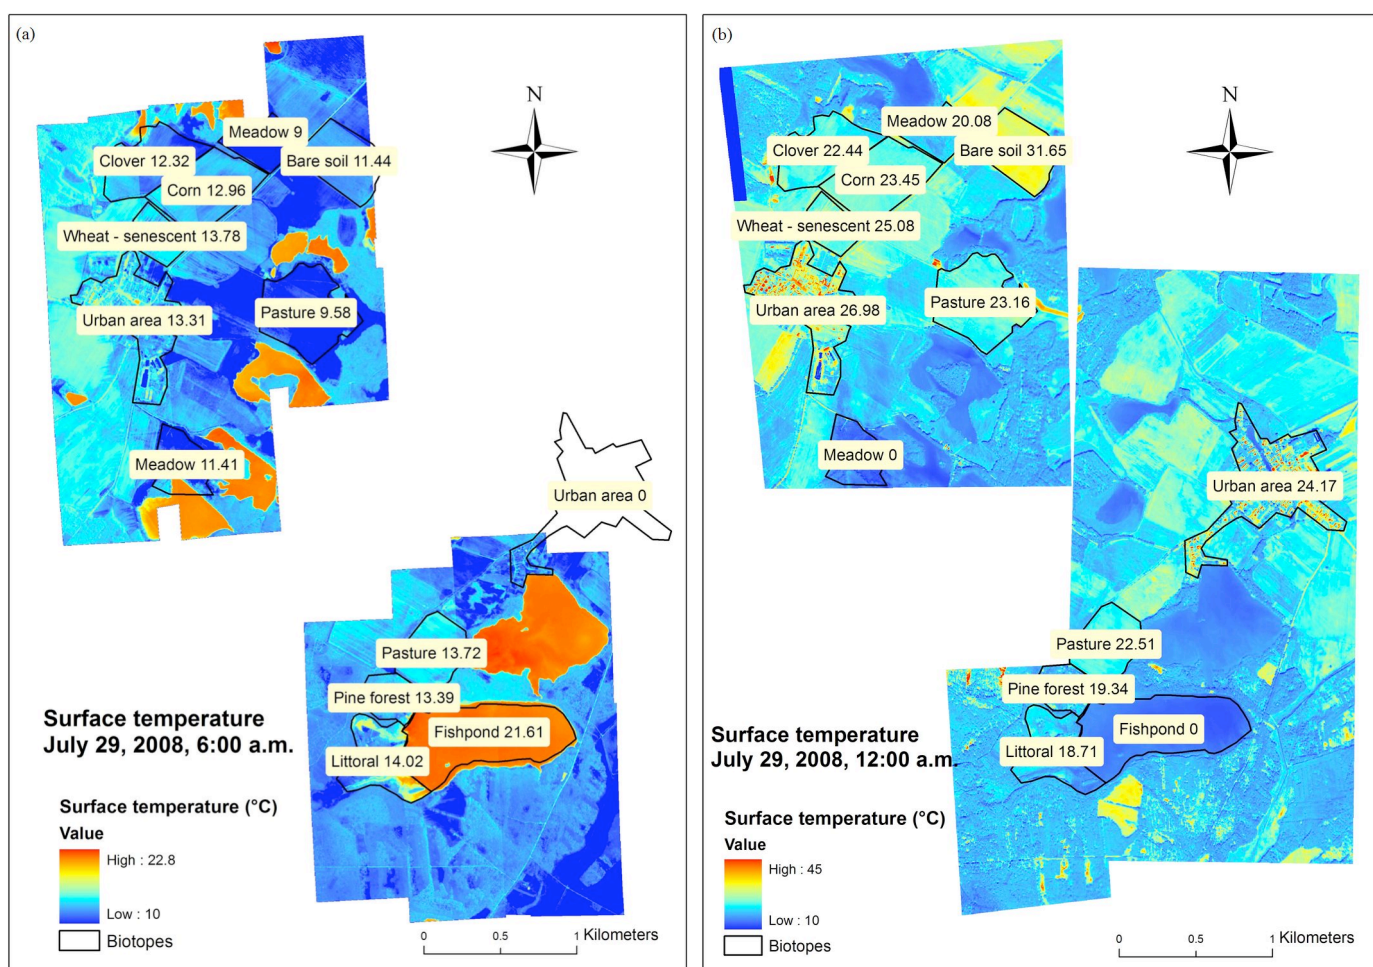 (a)
N
Meadow 9
Clover 12.32
Bare soil 11.44
Corn 12.96
Wheat - senescent 13.78
Urban area 13.31
Pasture 9.58
Meadow 11.41
Urban area 0
Pasture 13.72
Pine forest 13.39
Fishpond 21.61
Littoral 14.02
Surface temperature
July 29, 2008, 6:00 a.m.
Surface temperature (°C)
Value
High : 22.8
Low : 10
Biotopes
0 0.5 1 Kilometers
(b)
N
Meadow 20.08
Clover 22.44
Bare soil 31.65
Corn 23.45
Wheat - senescent 25.08
Urban area 26.98
Pasture 23.16
Meadow 0
Urban area 24.17
Pasture 22.51
Pine forest 19.34
Fishpond 0
Littoral 18.71
Surface temperature
July 29, 2008, 12:00 a.m.
Surface temperature (°C)
Value
High : 45
Low : 10
Biotopes
0 0.5 1 Kilometers